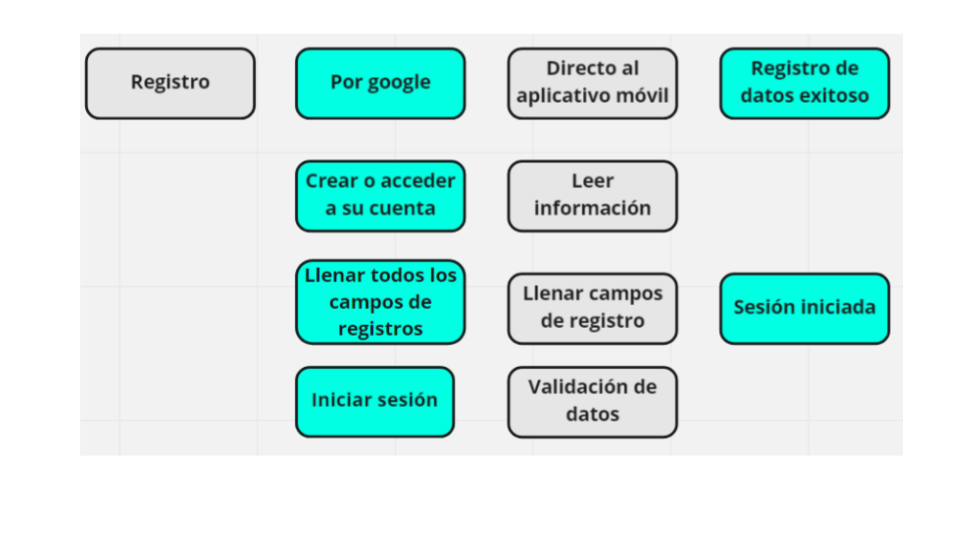 Registro
Por google
Directo al
aplicativo móvil
Registro de
datos exitoso
Crear o acceder
a su cuenta
Leer
información
Llenar todos los
campos de
registros
Llenar campos
de registro
Sesión iniciada
Iniciar sesión
Validación de
datos